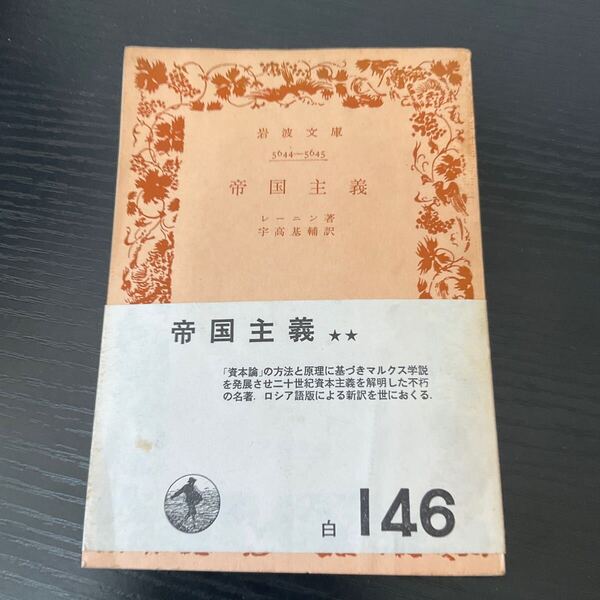 岩波文庫
5644—5645
帝国主義
レーニン著
宇高基輔訳
帝国主義 ★★
「資本論」の方法と原理に基づきマルクス学説
を発展させ二十世紀資本主義を解明した不朽
の名著．ロシア語版による新訳を世におくる．
白 146